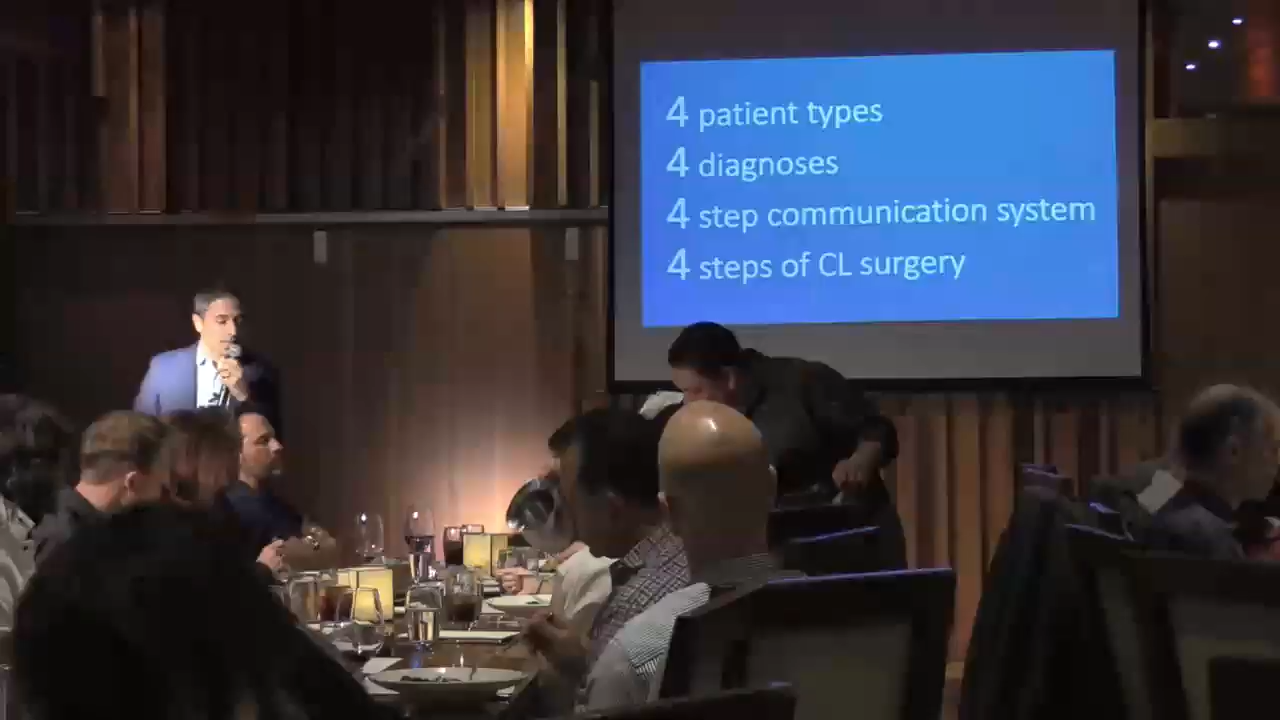 4 patient types
4 diagnoses
4 step communication system
4 steps of CL surgery